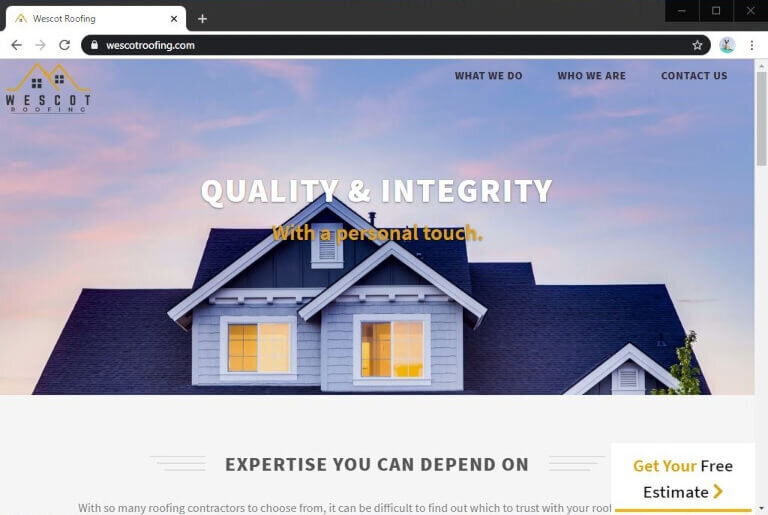 Wescot Roofing
wescotroofing.com
WESCOT
ROOFING
WHAT WE DO
WHO WE ARE
CONTACT US
QUALITY & INTEGRITY
With a personal touch.
EXPERTISE YOU CAN DEPEND ON
With so many roofing contractors to choose from, it can be difficult to find out which to trust with your roof
Get Your Free
Estimate